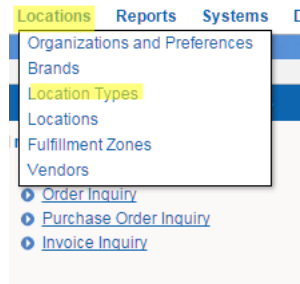 Locations Reports Systems
Organizations and Preferences
Brands
Location Types
Locations
Fulfillment Zones
Vendors
Order Inquiry
Purchase Order Inquiry
Invoice Inquiry